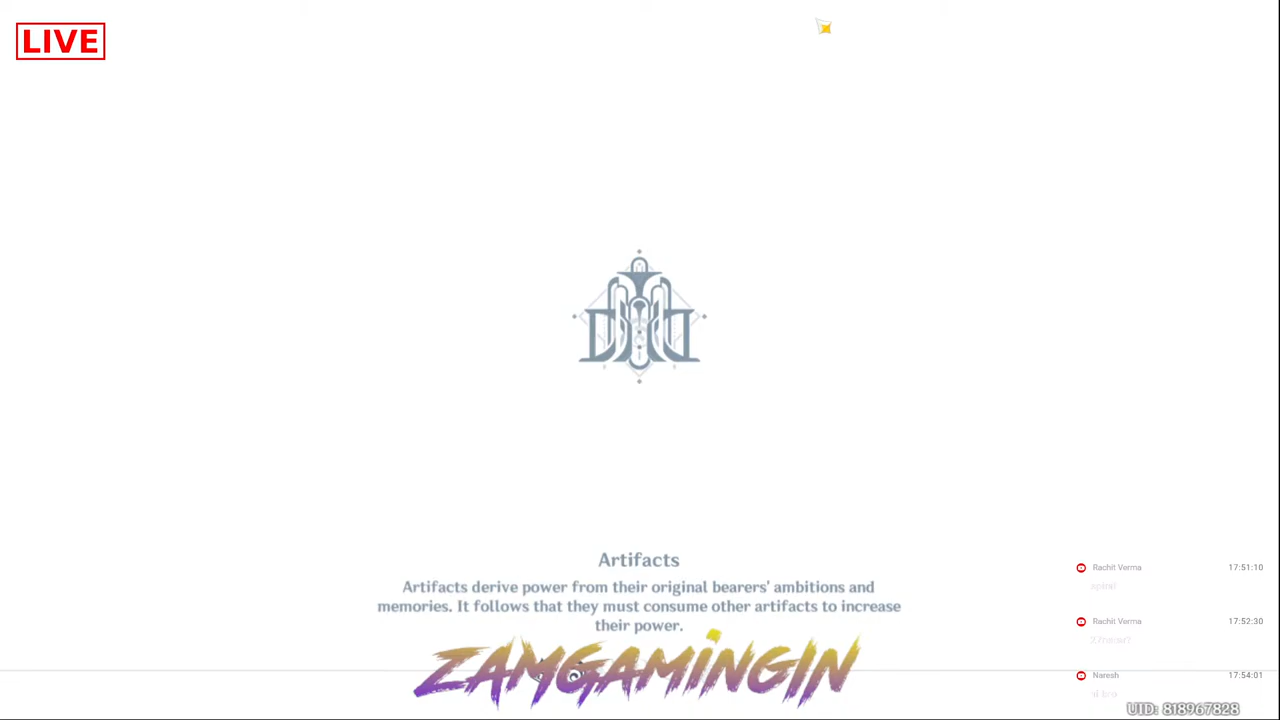 LIVE
Artifacts
Artifacts derive power from their original bearers' ambitions and
memories. It follows that they must consume other artifacts to increase
their power.
ZAMGAMINGIN
Rachit Verma 17:51:10
spiral
Rachit Verma 17:52:30
Naresh 17:54:01
UID: 818967828